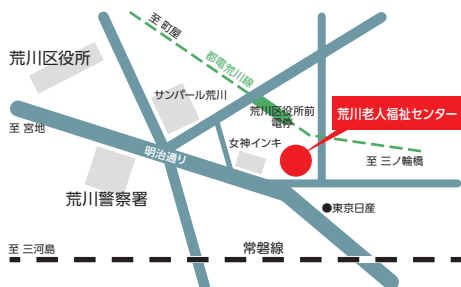 至 町屋
荒川区役所
都電荒川線
サンパール荒川
荒川区役所前
電停
荒川老人福祉センター
至 宮地
明治通り
女神インキ
至 三ノ輪橋
荒川警察署
●東京日産
至 三河島
常磐線